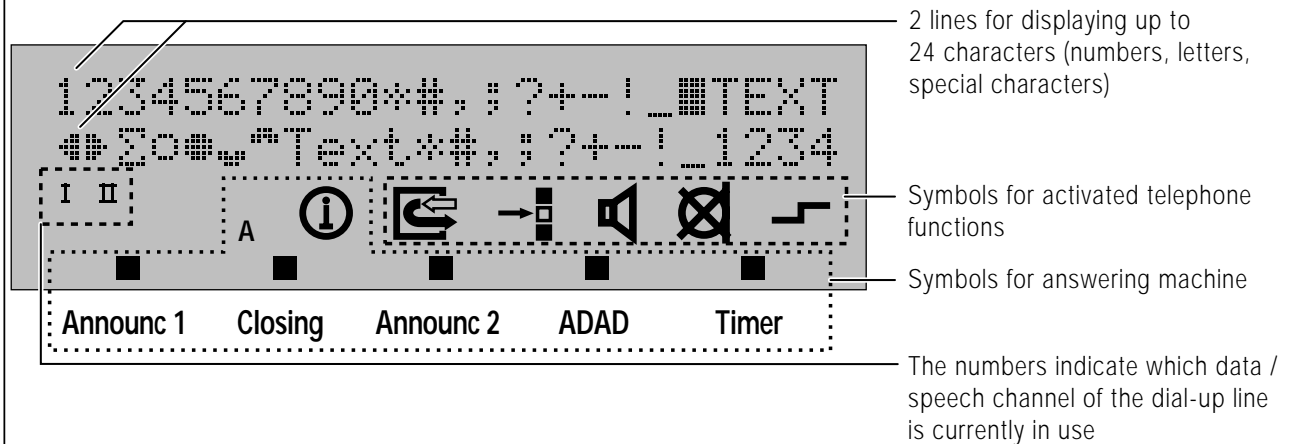 2 lines for displaying up to
24 characters (numbers, letters,
special characters)
1234567890*#,;?+-!_▓TEXT
◀▶Σ¤●˽^Text*#,;?+-!_1234
I II
A
Symbols for activated telephone
functions
Symbols for answering machine
Announc 1 Closing Announc 2 ADAD Timer
The numbers indicate which data /
speech channel of the dial-up line
is currently in use